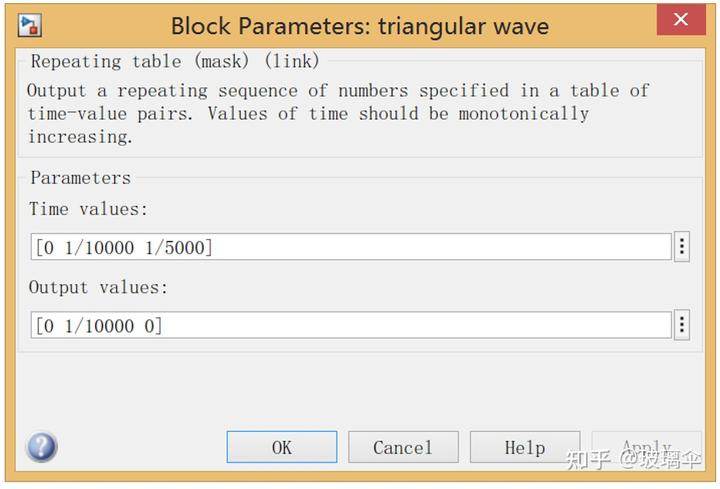 Block Parameters: triangular wave
Repeating table (mask) (link)
Output a repeating sequence of numbers specified in a table of
time-value pairs. Values of time should be monotonically
increasing.
Parameters
Time values:
[0 1/10000 1/5000]
Output values:
[0 1/10000 0]
OK
Cancel
Help
Apply
知乎 @玻璃伞